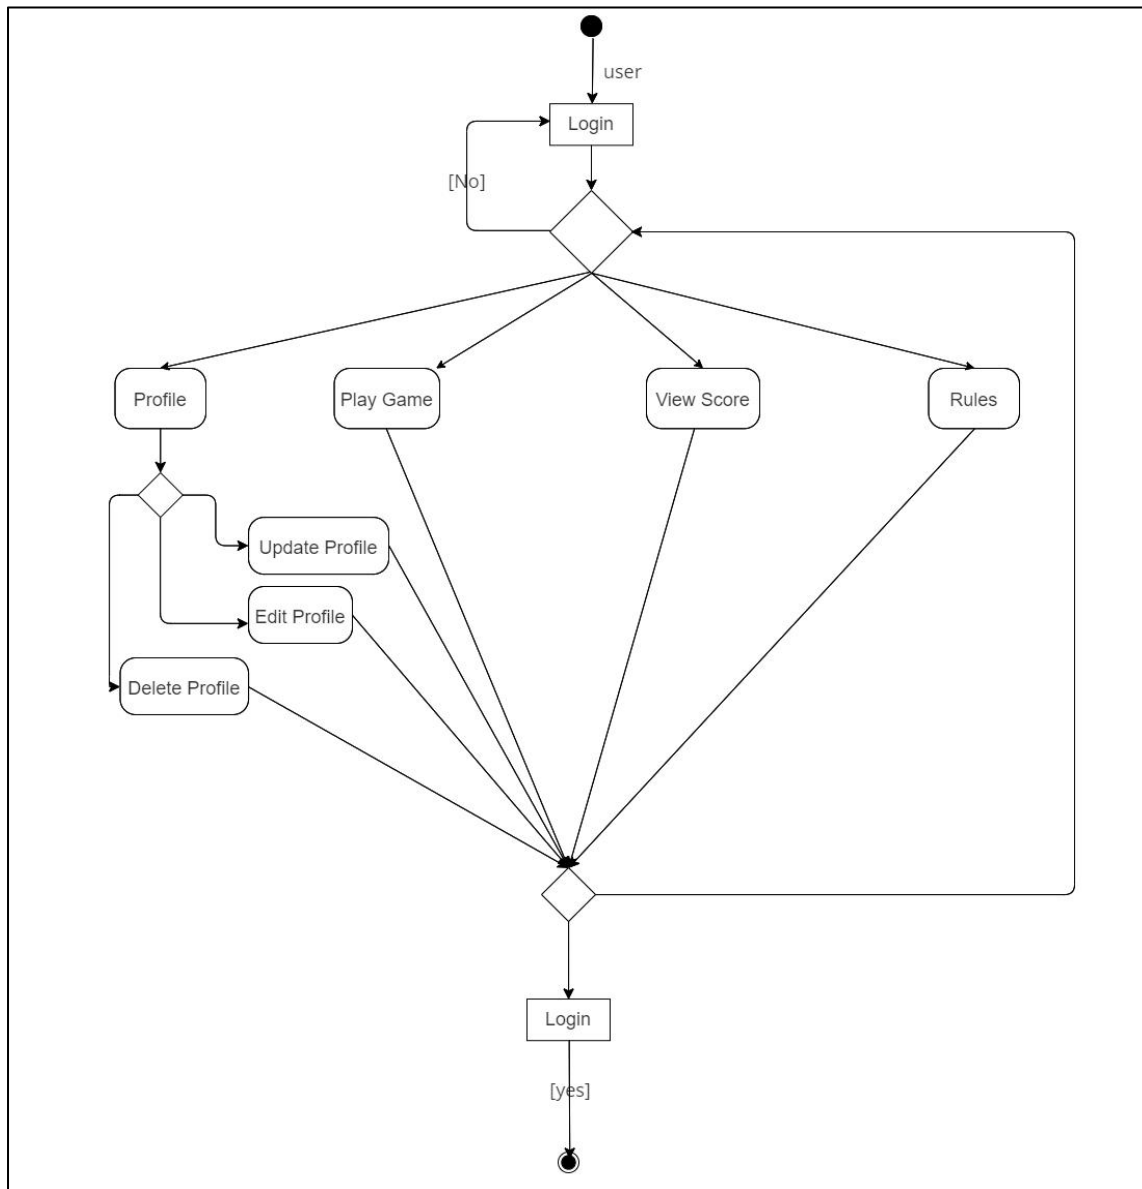 user
Login
[No]
Profile
Play Game
View Score
Rules
Update Profile
Edit Profile
Delete Profile
Login
[yes]